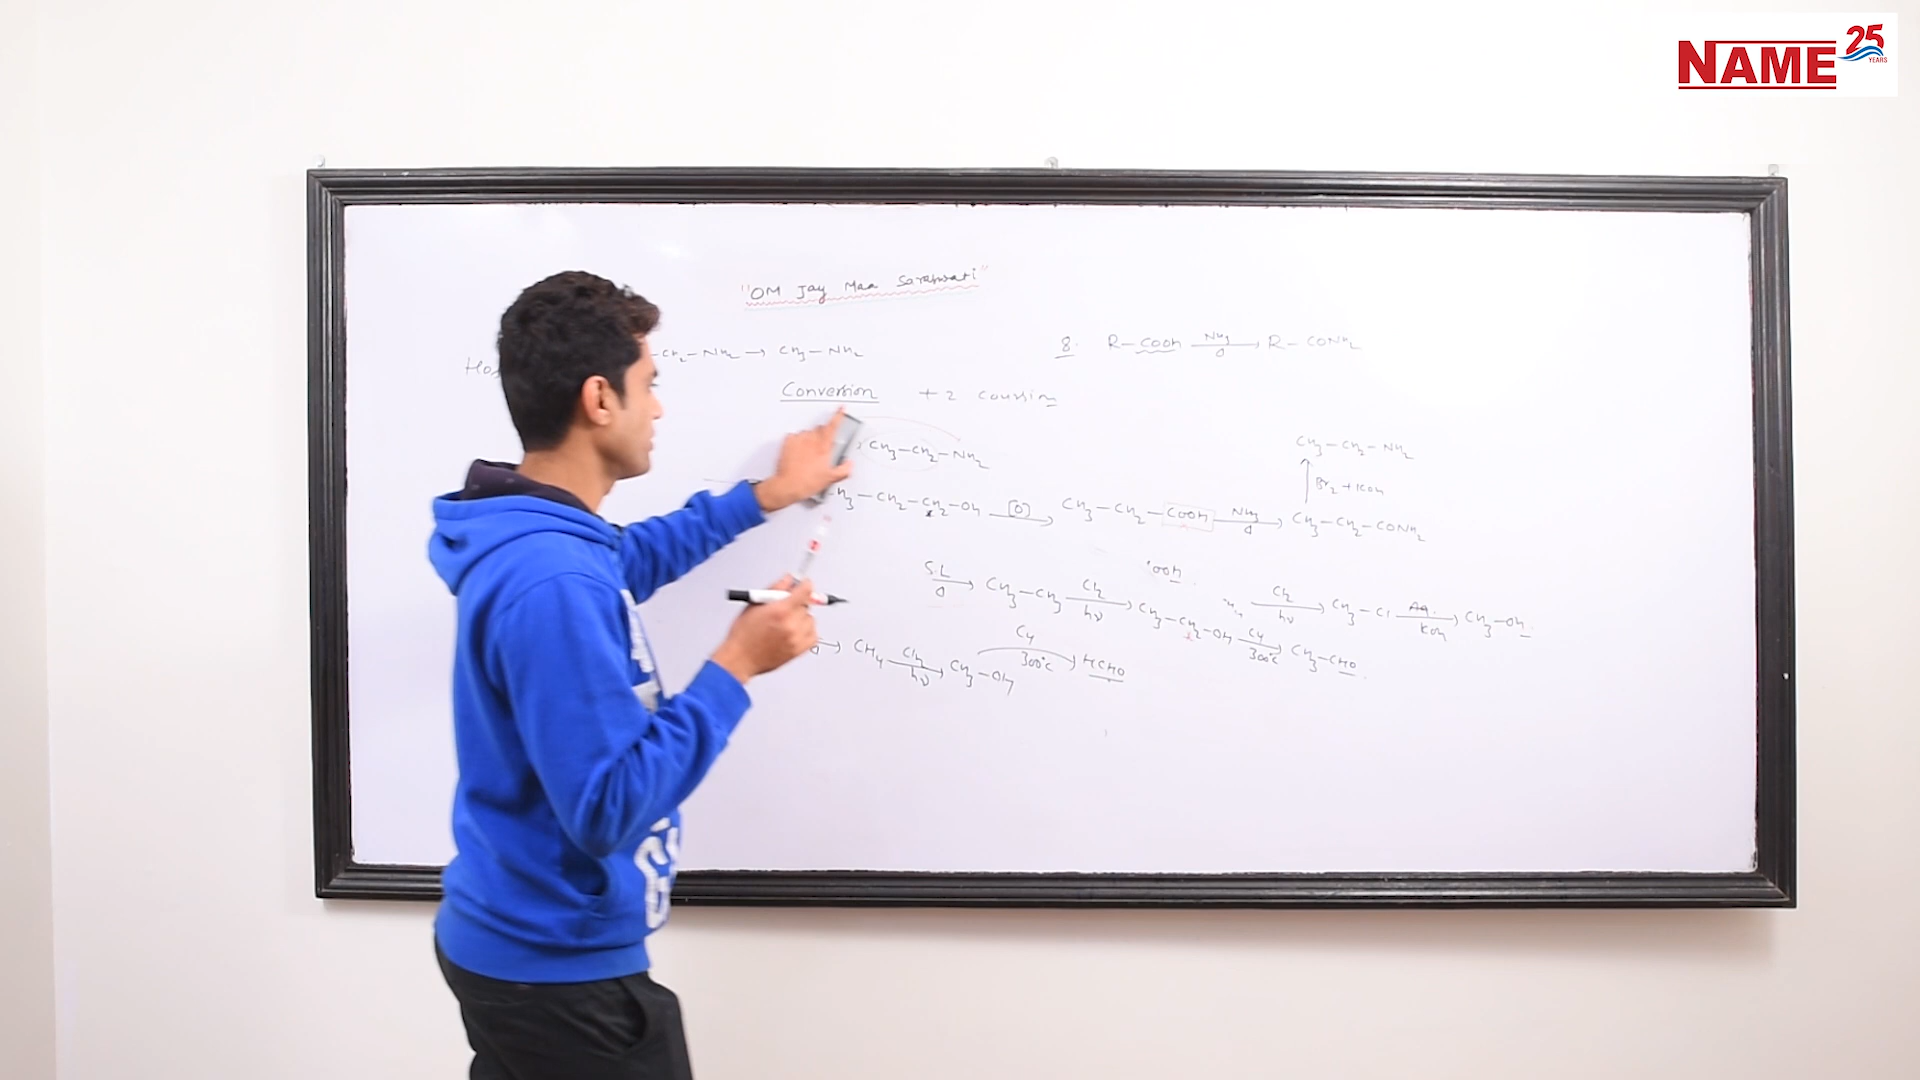 NAME 25 YEARS
"OM Jay Maa Saraswati"
CH2 – NH2 → CH3 – NH2
8. R – COOH NH3 Δ → R – CONH2
Conversion + 2 Cousin
CH3 – CH2 – NH2
CH3 – CH2 – NH2
↑ Br2 + KOH
CH3 – CH2 – CH2 – OH [O] → CH3 – CH2 – COOH NH3 Δ → CH3 – CH2 – CONH2
S.L Δ → CH3 – CH3 Cl2 hν → CH3 – CH2 – OH Cu 300°C → CH3 – CHO
Cl2 hν → CH3 – Cl Aq. KOH → CH3 – OH
Δ → CH4 Cl2 hν → CH3 – OH Cu 300°C → HCHO